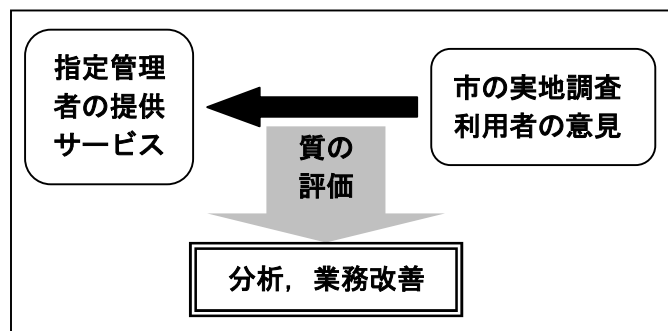 指定管理
者の提供
サービス
市の実地調査
利用者の意見
質の
評価
分析，業務改善